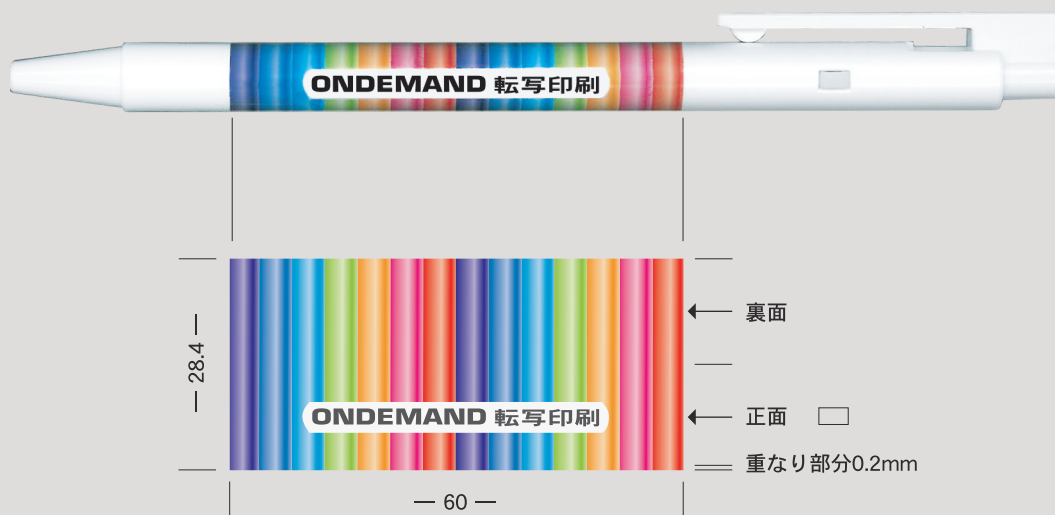 ONDEMAND 転写印刷
裏面
28.4
ONDEMAND 転写印刷
正面
重なり部分0.2mm
60